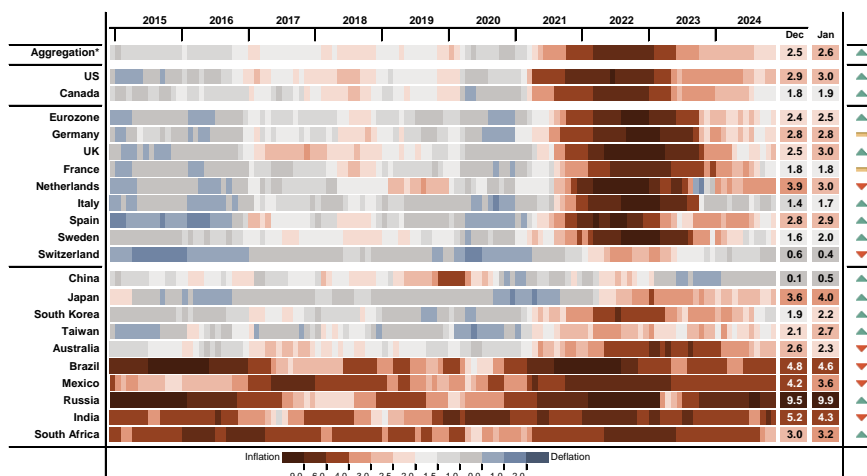 2015 2016 2017 2018 2019 2020 2021 2022 2023 2024
Dec Jan
Aggregation* 2.5 2.6
US 2.9 3.0
Canada 1.8 1.9
Eurozone 2.4 2.5
Germany 2.8 2.8
UK 2.5 3.0
France 1.8 1.8
Netherlands 3.9 3.0
Italy 1.4 1.7
Spain 2.8 2.9
Sweden 1.6 2.0
Switzerland 0.6 0.4
China 0.1 0.5
Japan 3.6 4.0
South Korea 1.9 2.2
Taiwan 2.1 2.7
Australia 2.6 2.3
Brazil 4.8 4.6
Mexico 4.2 3.6
Russia 9.5 9.9
India 5.2 4.3
South Africa 3.0 3.2
Inflation Deflation